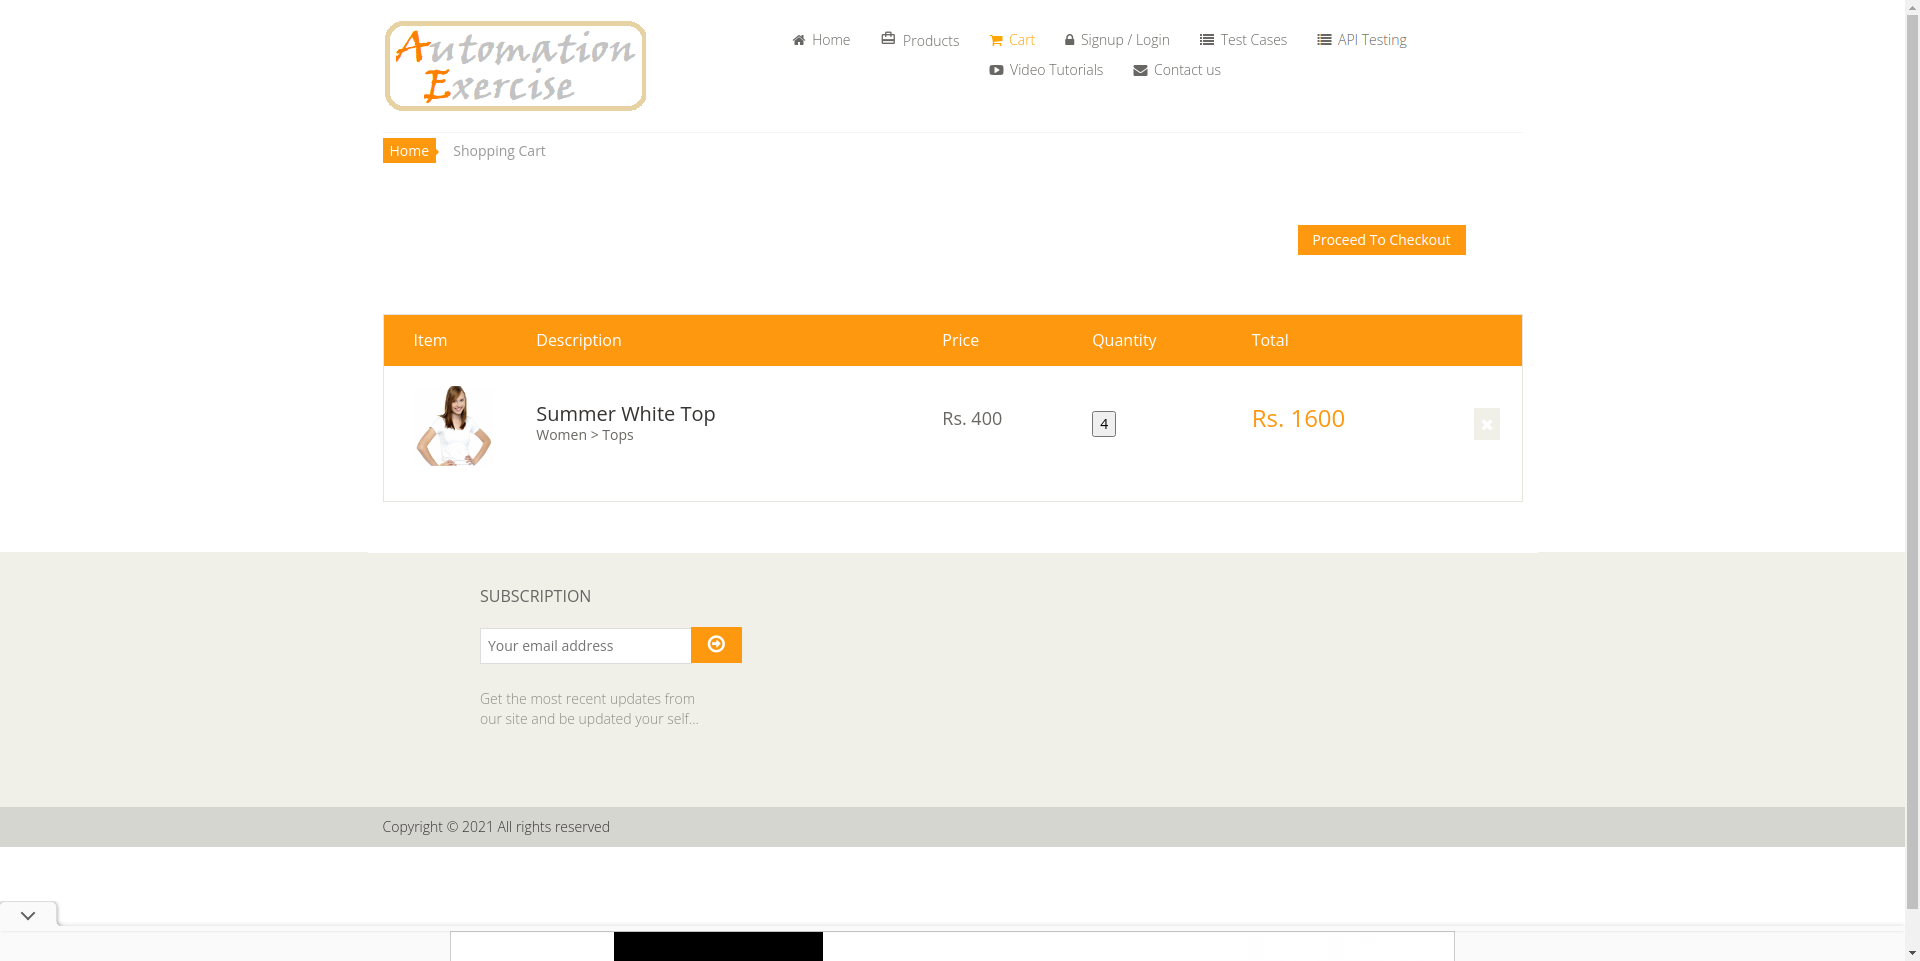 Automation
Exercise
Home
Products
Cart
Signup / Login
Test Cases
API Testing
Video Tutorials
Contact us
Home
Shopping Cart
Proceed To Checkout
Item
Description
Price
Quantity
Total
Summer White Top
Women > Tops
Rs. 400
4
Rs. 1600
SUBSCRIPTION
Your email address
Get the most recent updates from
our site and be updated your self...
Copyright © 2021 All rights reserved